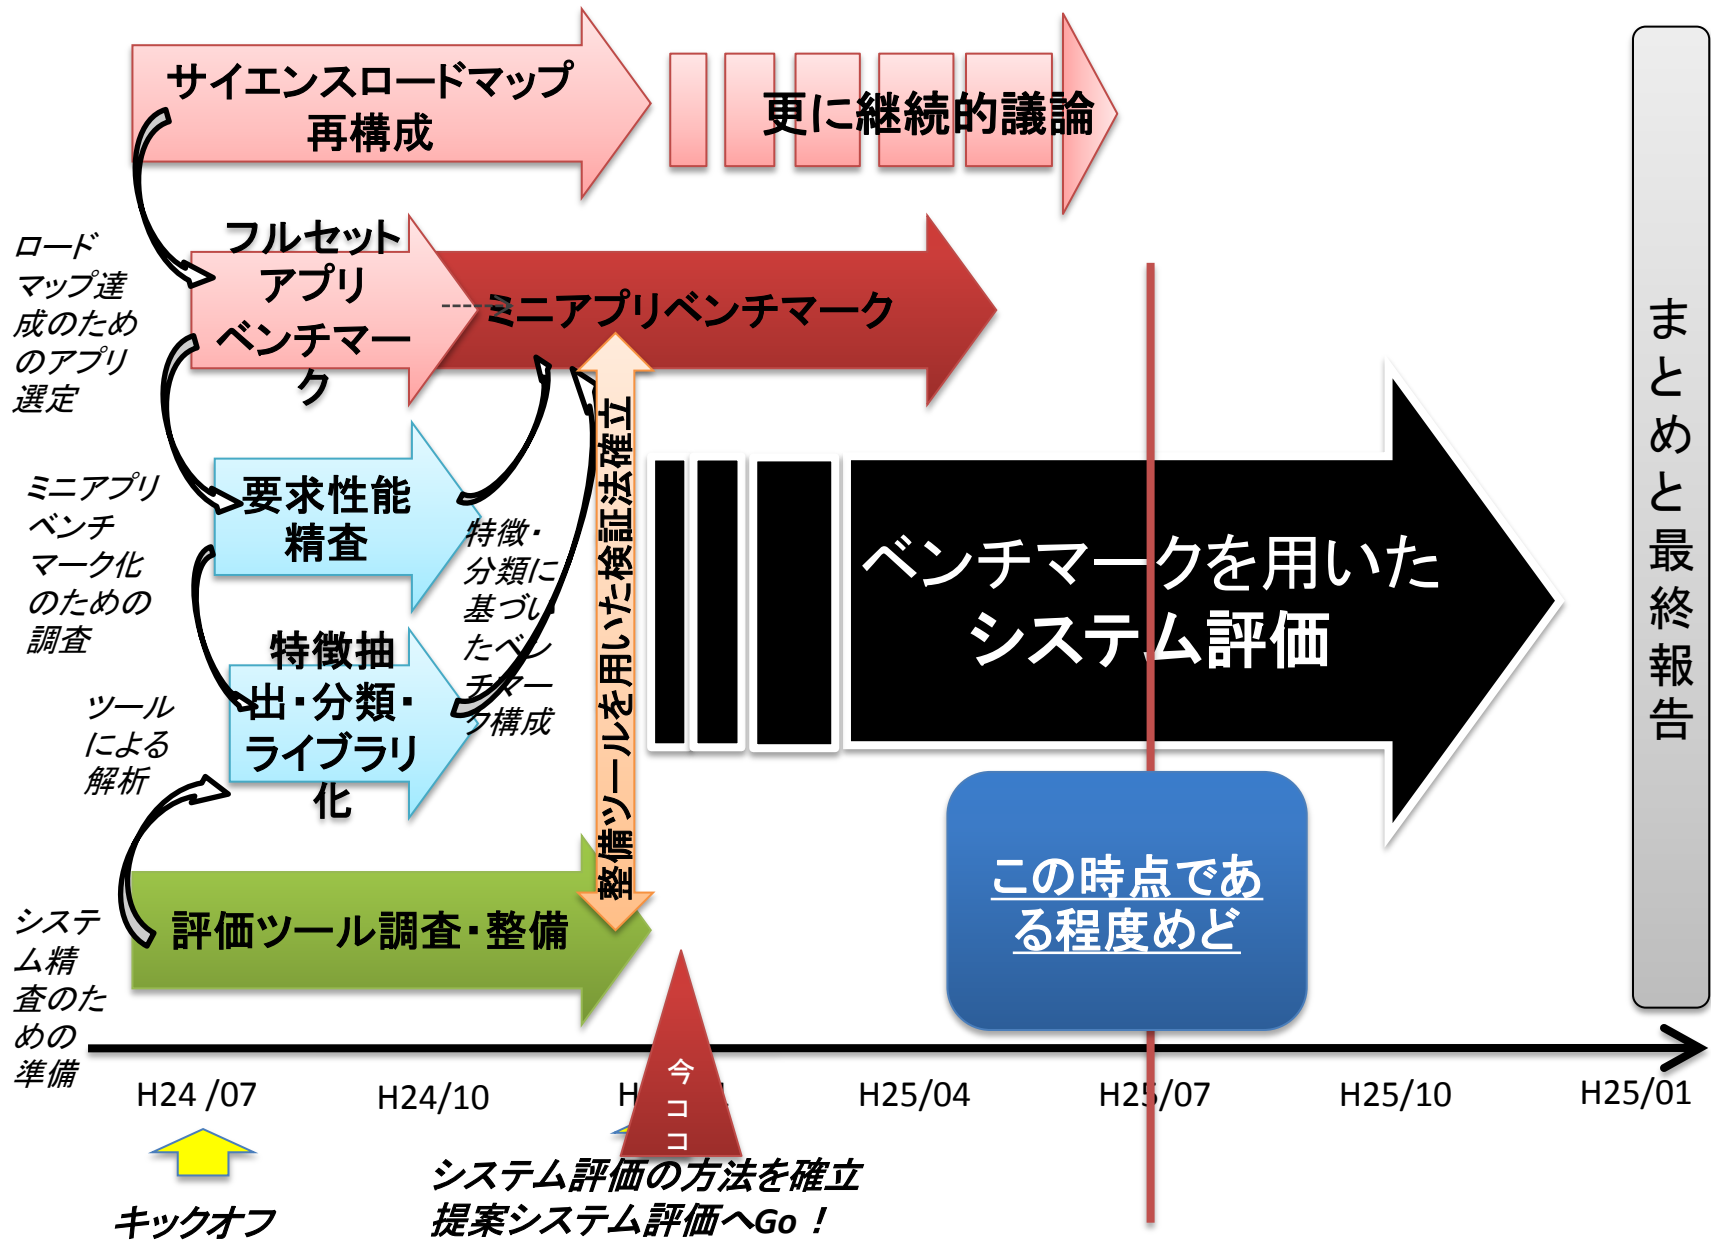 サイエンスロードマップ
再構成
更に継続的議論
まとめと最終報告
ロード
マップ達
成のため
のアプリ
選定
フルセット
アプリ
ベンチマー
ク
ミニアプリベンチマーク
整備ツールを用いた検証法確立
ミニアプリ
ベンチ
マーク化
のための
調査
要求性能
精査
特徴・
分類に
基づい
たベン
チマー
ク構成
ベンチマークを用いた
システム評価
ツール
による
解析
特徴抽
出・分類・
ライブラリ
化
この時点であ
る程度めど
システ
ム精
査のた
めの
準備
評価ツール調査・整備
今
コ
コ
H24 /07
H24/10
H25/04
H25/07
H25/10
H25/01
キックオフ
システム評価の方法を確立
提案システム評価へGo！